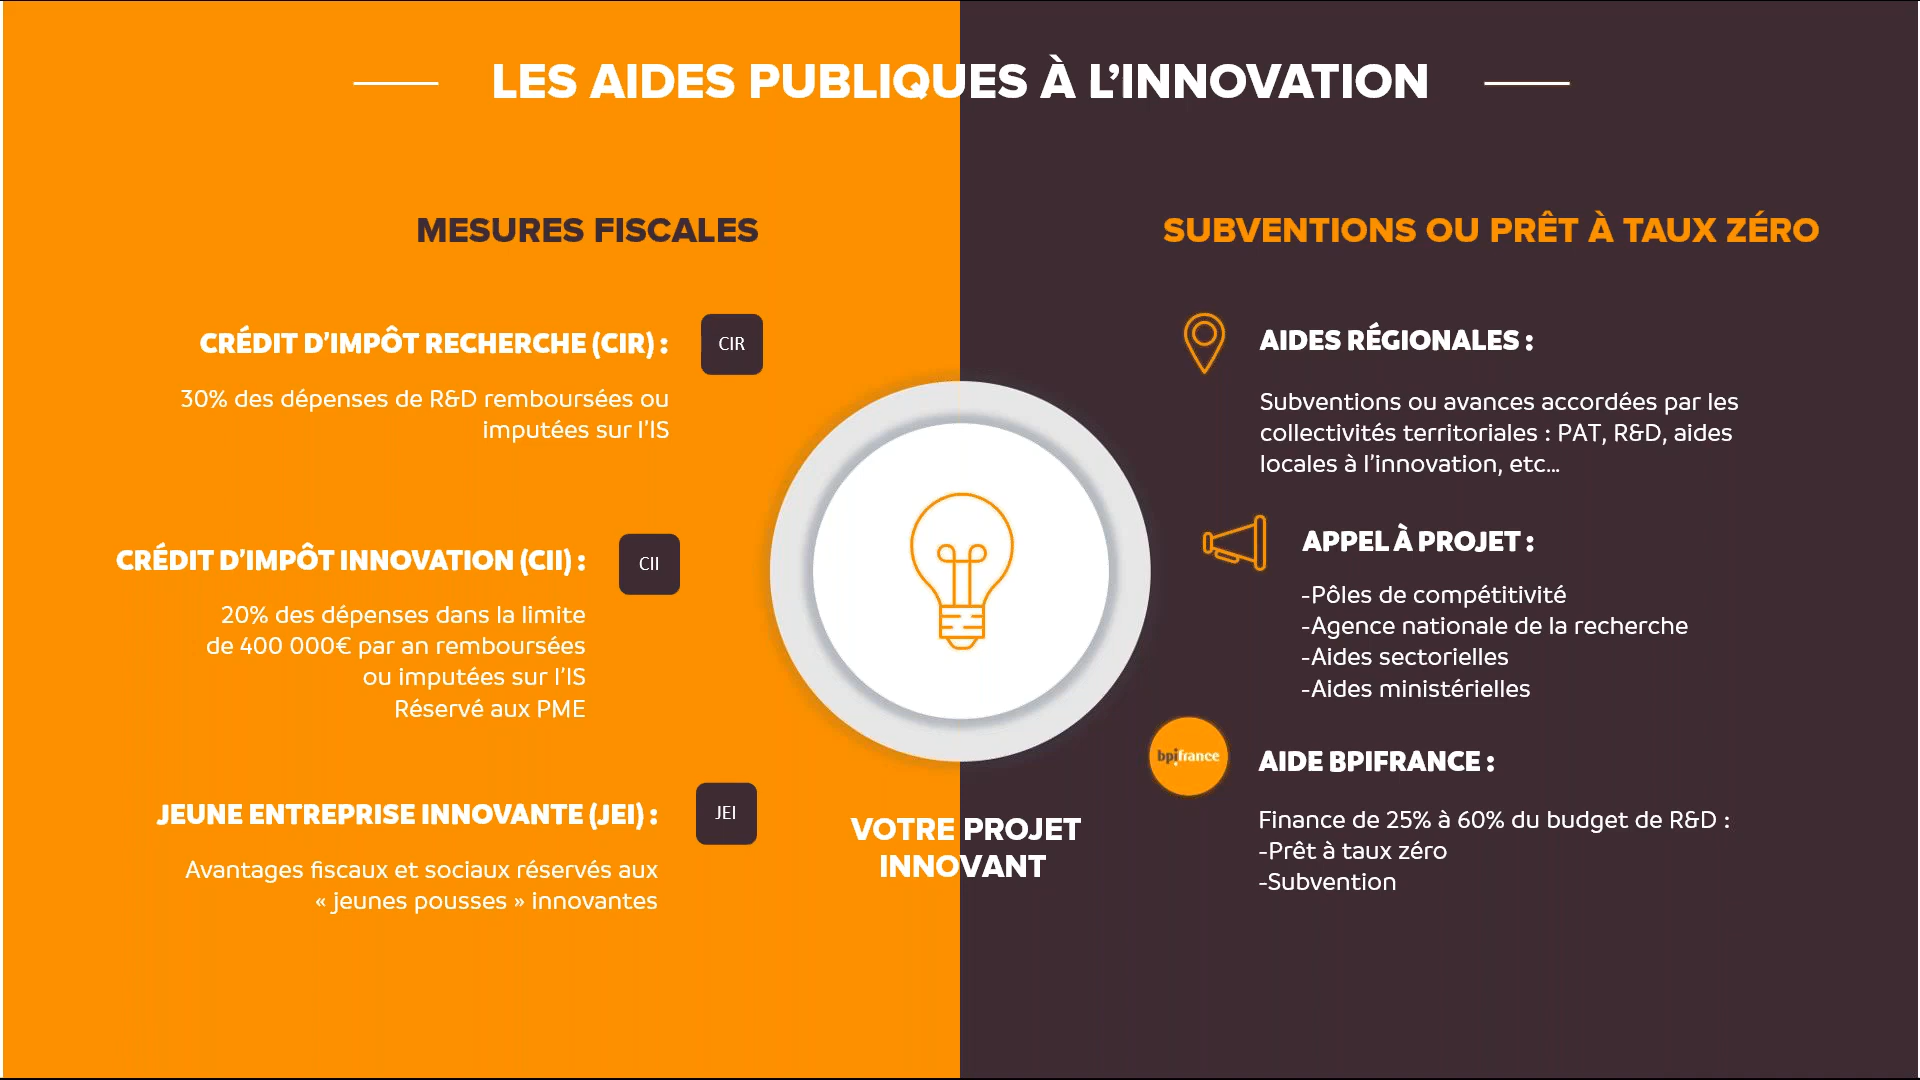 LES AIDES PUBLIQUES À L’INNOVATION
MESURES FISCALES
CRÉDIT D’IMPÔT RECHERCHE (CIR) :
CIR
30% des dépenses de R&D remboursées ou
imputées sur l’IS
CRÉDIT D’IMPÔT INNOVATION (CII) :
CII
20% des dépenses dans la limite
de 400 000€ par an remboursées
ou imputées sur l’IS
Réservé aux PME
JEUNE ENTREPRISE INNOVANTE (JEI) :
JEI
Avantages fiscaux et sociaux réservés aux
« jeunes pousses » innovantes
VOTRE PROJET
INNOVANT
SUBVENTIONS OU PRÊT À TAUX ZÉRO
AIDES RÉGIONALES :
Subventions ou avances accordées par les
collectivités territoriales : PAT, R&D, aides
locales à l’innovation, etc…
APPEL À PROJET :
-Pôles de compétitivité
-Agence nationale de la recherche
-Aides sectorielles
-Aides ministérielles
bpifrance
AIDE BPIFRANCE :
Finance de 25% à 60% du budget de R&D :
-Prêt à taux zéro
-Subvention